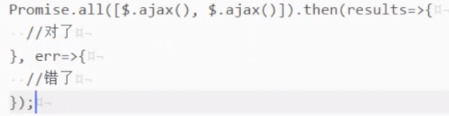 Promise.all([$.ajax(), $.ajax()]).then(results=>{
  //对了
}, err=>{
  //错了
});